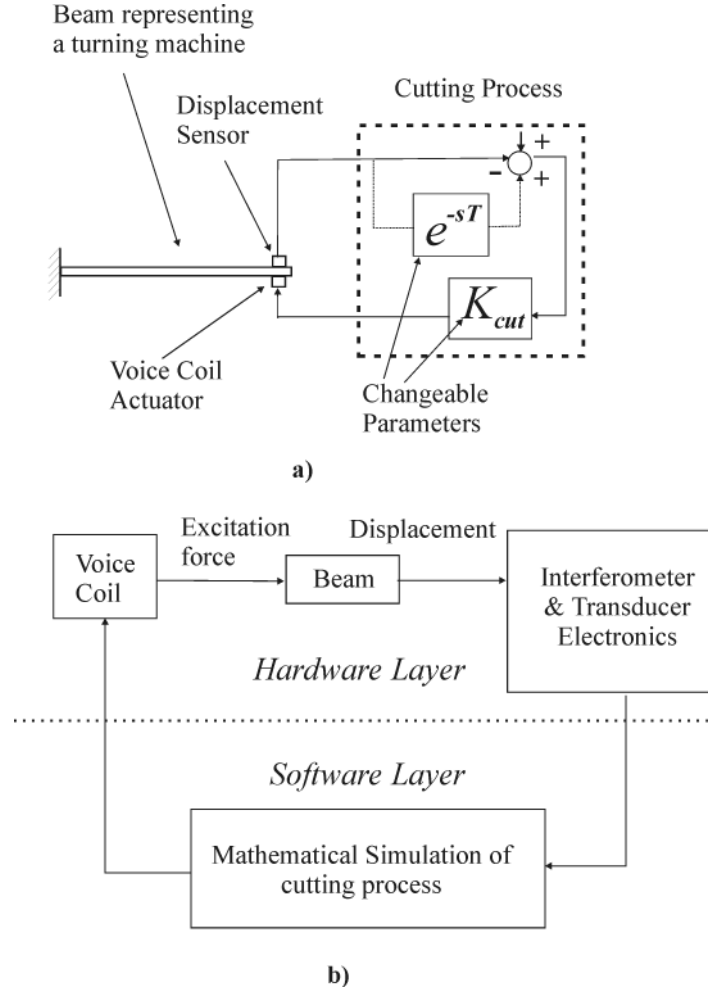 Beam representing
a turning machine
Displacement
Sensor
Cutting Process
+
-
+
e^-sT
K_cut
Voice Coil
Actuator
Changeable
Parameters
a)
Excitation
force
Displacement
Voice
Coil
Beam
Interferometer
& Transducer
Electronics
Hardware Layer
Software Layer
Mathematical Simulation of
cutting process
b)